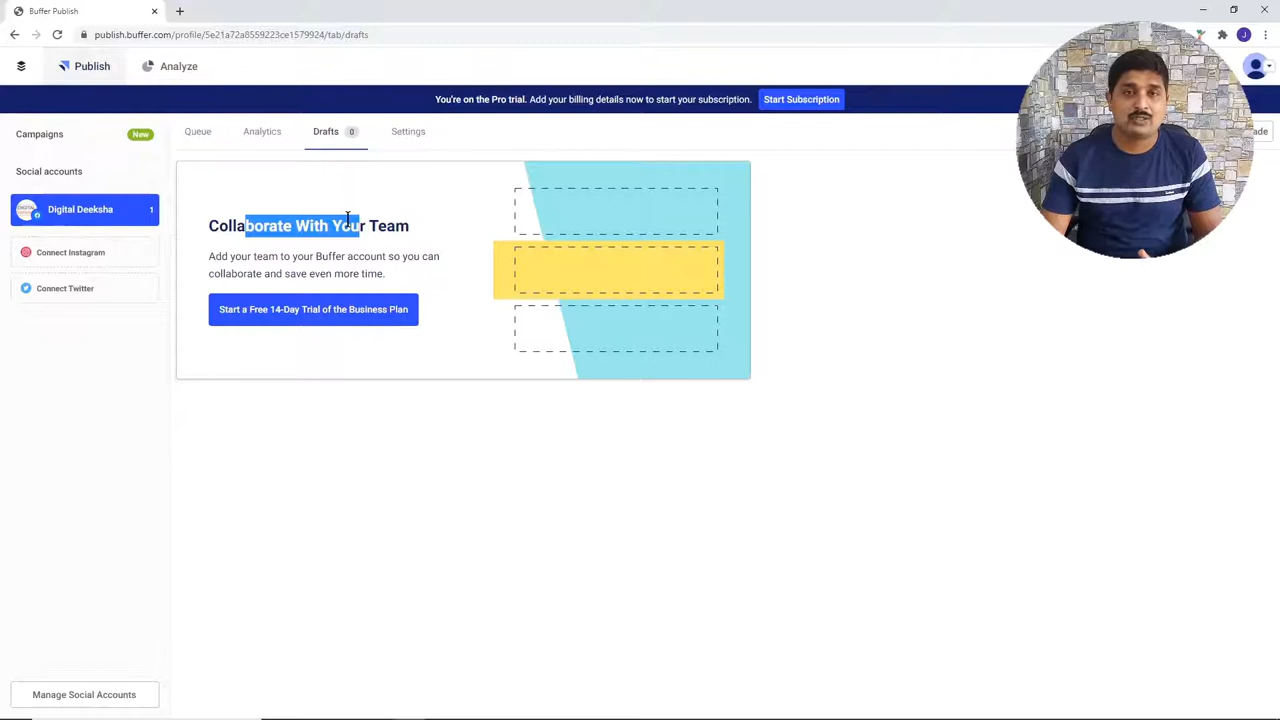 Buffer Publish
publish.buffer.com/profile/5e21a72a8559223ce1579924/tab/drafts
J
Publish
Analyze
You're on the Pro trial. Add your billing details now to start your subscription.
Start Subscription
Campaigns
New
Queue
Analytics
Drafts
0
Settings
Social accounts
Digital Deeksha
1
Connect Instagram
Connect Twitter
Collaborate With Your Team
Add your team to your Buffer account so you can
collaborate and save even more time.
Start a Free 14-Day Trial of the Business Plan
Manage Social Accounts